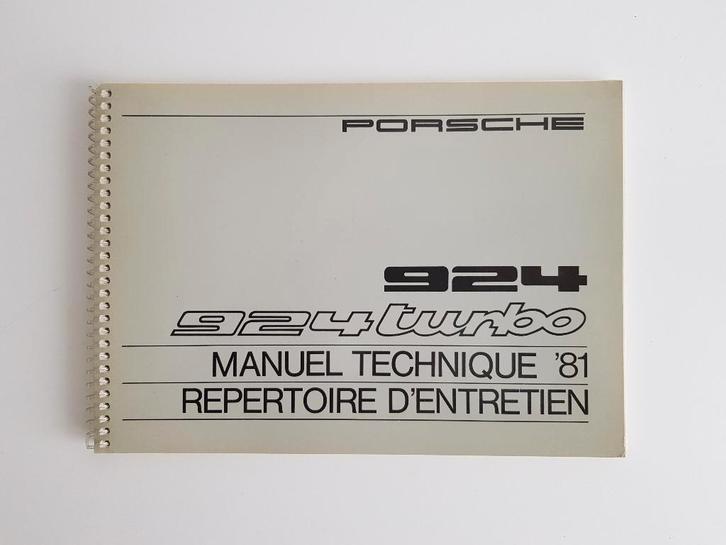 PORSCHE
924
924 turbo
MANUEL TECHNIQUE '81
REPERTOIRE D'ENTRETIEN